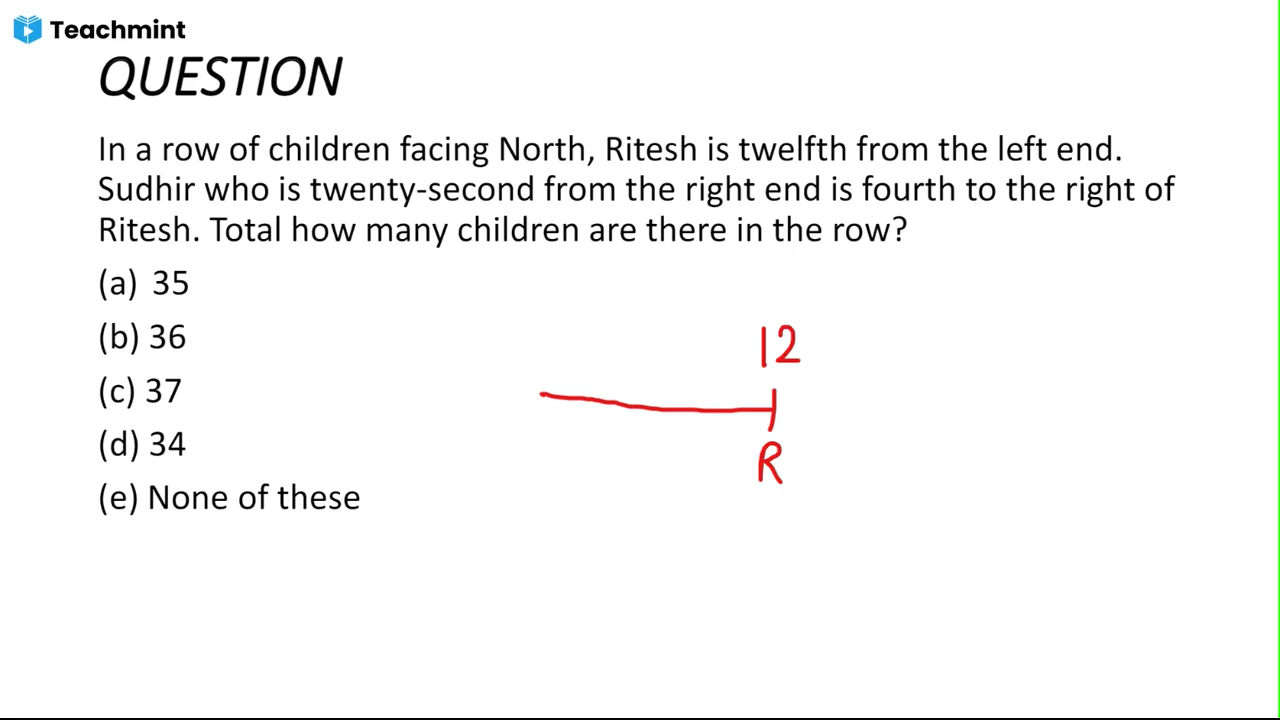 Teachmint
QUESTION
In a row of children facing North, Ritesh is twelfth from the left end.
Sudhir who is twenty-second from the right end is fourth to the right of
Ritesh. Total how many children are there in the row?
(a) 35
(b) 36
12
(c) 37
(d) 34
R
(e) None of these